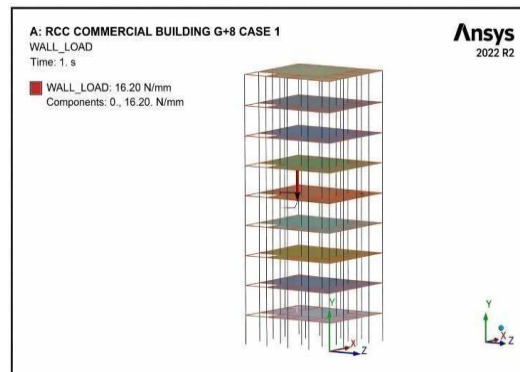 A: RCC COMMERCIAL BUILDING G+8 CASE 1
WALL_LOAD
Time: 1. s
WALL_LOAD: 16.20 N/mm
Components: 0., 16.20. N/mm
Ansys
2022 R2
Y
X
Z
Y
X
Z